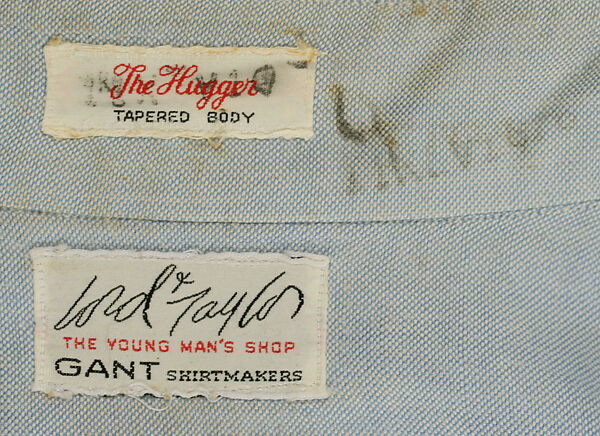 The Hugger
TAPERED BODY
Lord & Taylor
THE YOUNG MAN'S SHOP
GANT SHIRTMAKERS